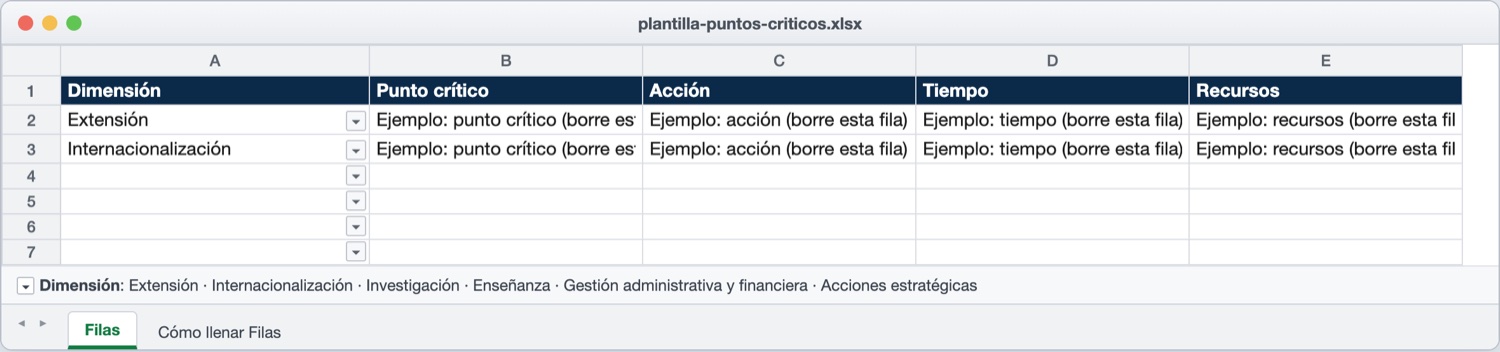 plantilla-puntos-criticos.xlsx
A B C D E
1 Dimensión Punto crítico Acción Tiempo Recursos
2 Extensión Ejemplo: punto crítico (borre es Ejemplo: acción (borre esta fila) Ejemplo: tiempo (borre esta fila) Ejemplo: recursos (borre esta fil
3 Internacionalización Ejemplo: punto crítico (borre es Ejemplo: acción (borre esta fila) Ejemplo: tiempo (borre esta fila) Ejemplo: recursos (borre esta fil
4
5
6
7
Dimensión: Extensión · Internacionalización · Investigación · Enseñanza · Gestión administrativa y financiera · Acciones estratégicas
Filas Cómo llenar Filas